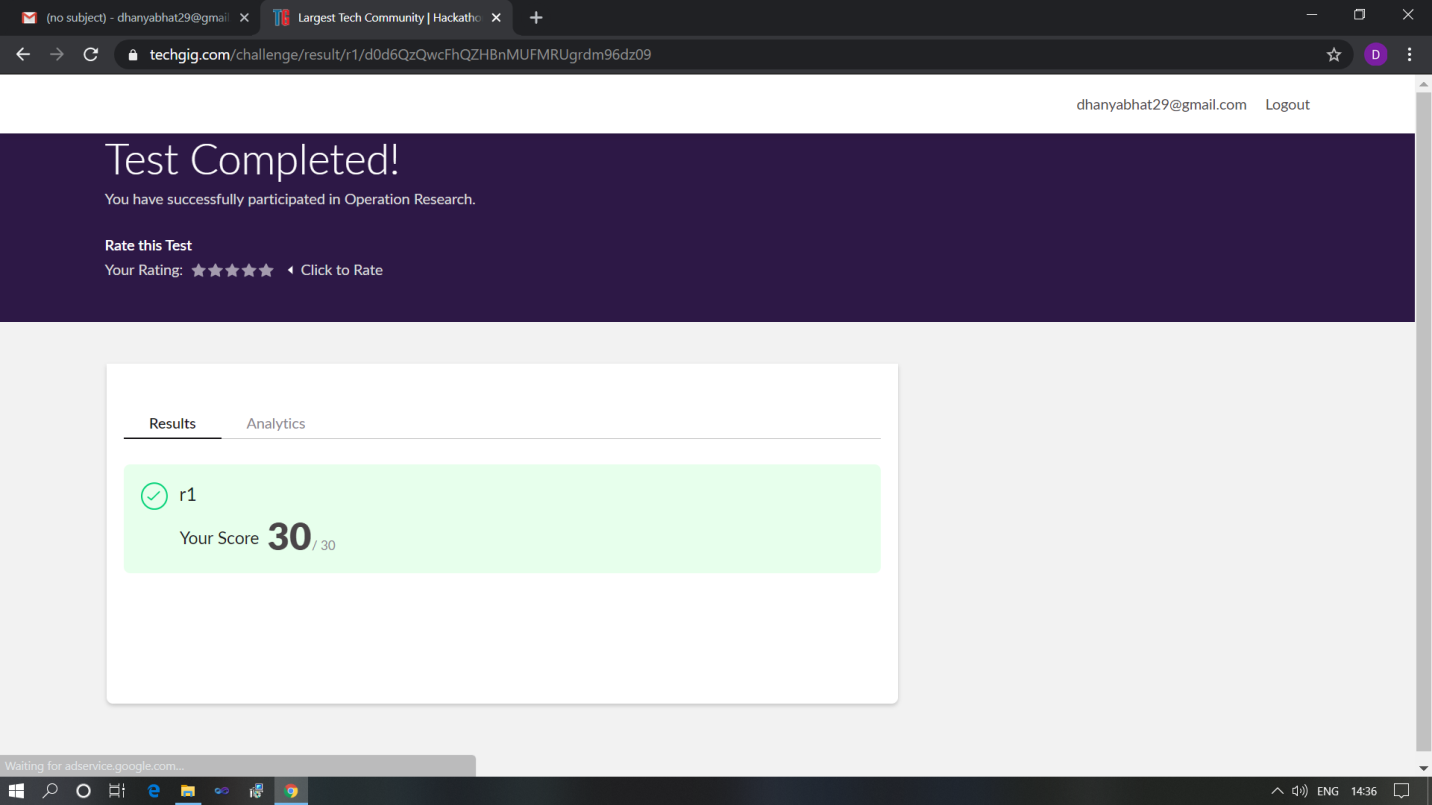 (no subject) - dhanyabhat29@gmail
Largest Tech Community | Hackatho
techgig.com/challenge/result/r1/d0d6QzQwcFhQZHBnMUFMRUgrdm96dz09
D
dhanyabhat29@gmail.com Logout
Test Completed!
You have successfully participated in Operation Research.
Rate this Test
Your Rating: Click to Rate
Results Analytics
r1
Your Score 30 / 30
Waiting for adservice.google.com...
ENG 14:36